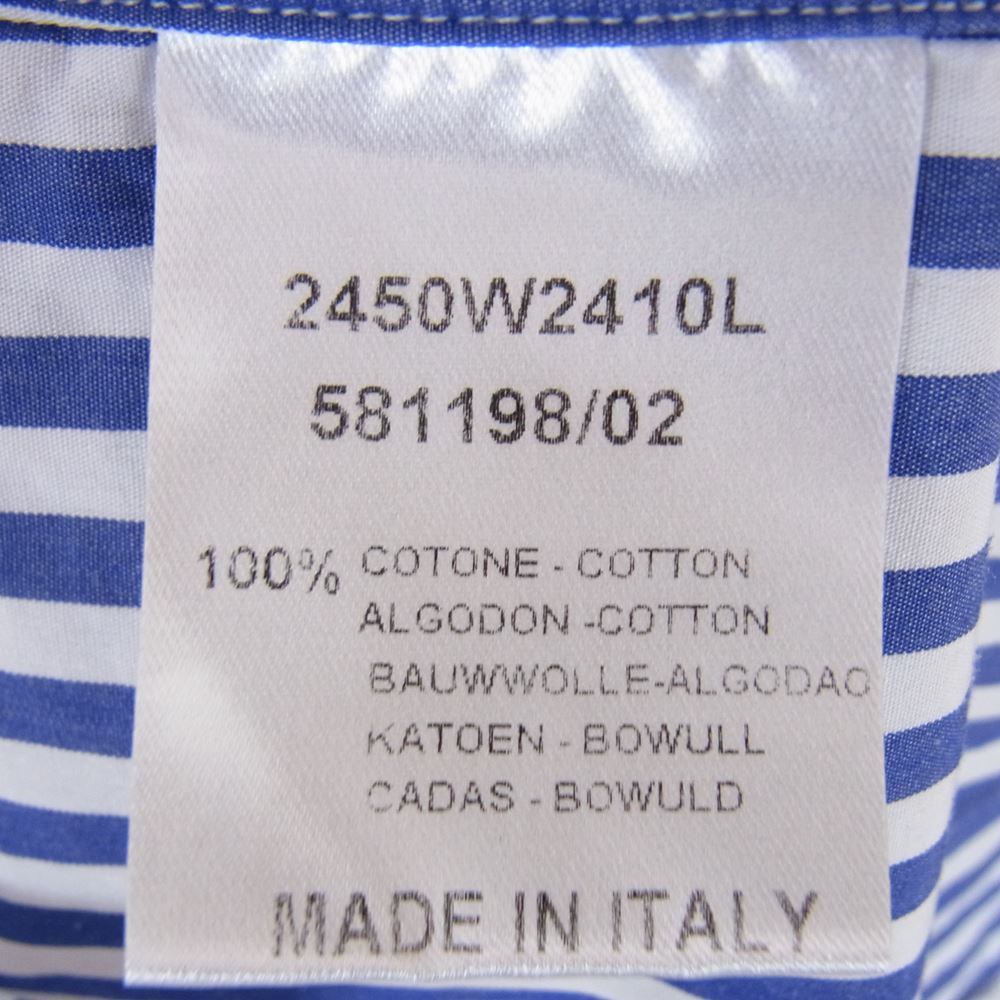 2450W2410L
581198/02
100% COTONE - COTTON
ALGODON -COTTON
BAUWWOLLE-ALGODAO
KATOEN - BOWULL
CADAS - BOWULD
MADE IN ITALY